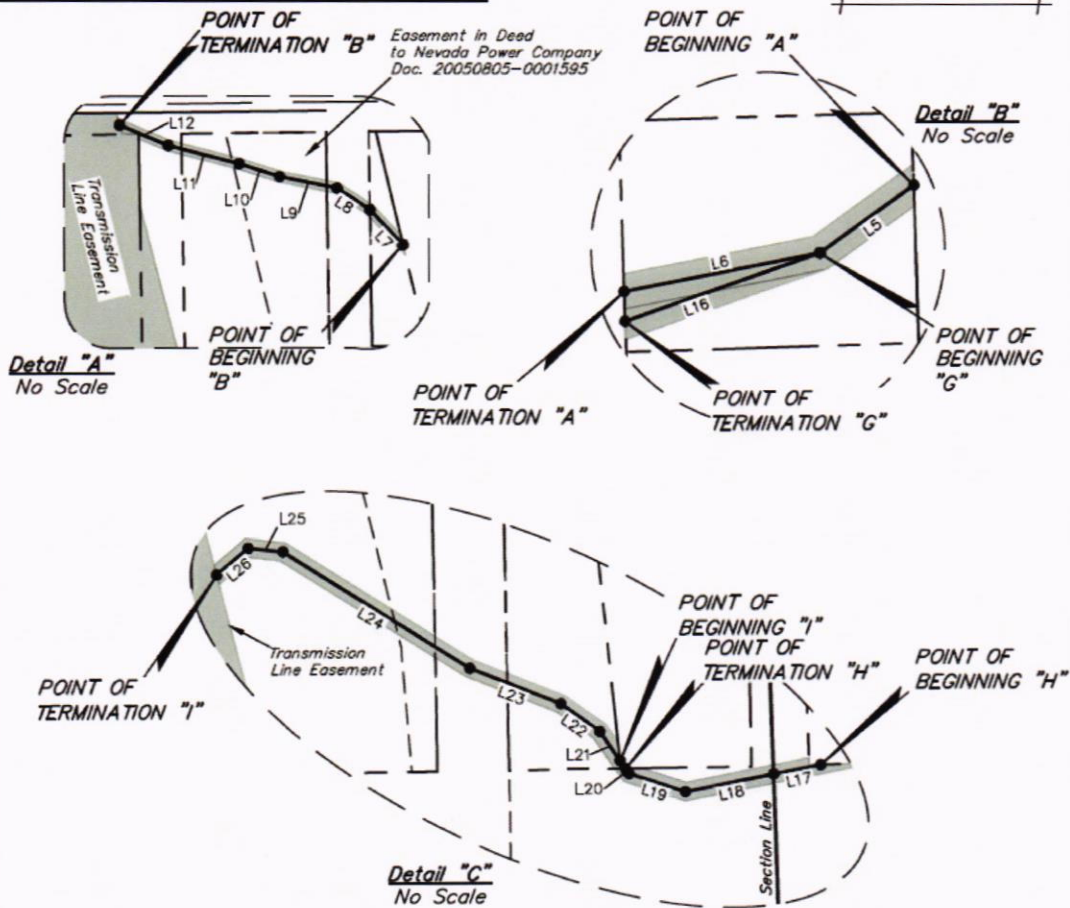 POINT OF
TERMINATION "B"
Easement in Deed
to Nevada Power Company
Doc. 20050805-0001595
L12
L11
L10
L9
L8
L7
Transmission
Line Easement
POINT OF
BEGINNING
"B"
Detail "A"
No Scale
POINT OF
BEGINNING "A"
Detail "B"
No Scale
L5
L6
L16
POINT OF
BEGINNING
"G"
POINT OF
TERMINATION "A"
POINT OF
TERMINATION "G"
L25
L26
L24
Transmission
Line Easement
POINT OF
TERMINATION "I"
L23
L22
L21
L20
L19
L18
L17
POINT OF
BEGINNING "I"
POINT OF
TERMINATION "H"
POINT OF
BEGINNING "H"
Section Line
Detail "C"
No Scale